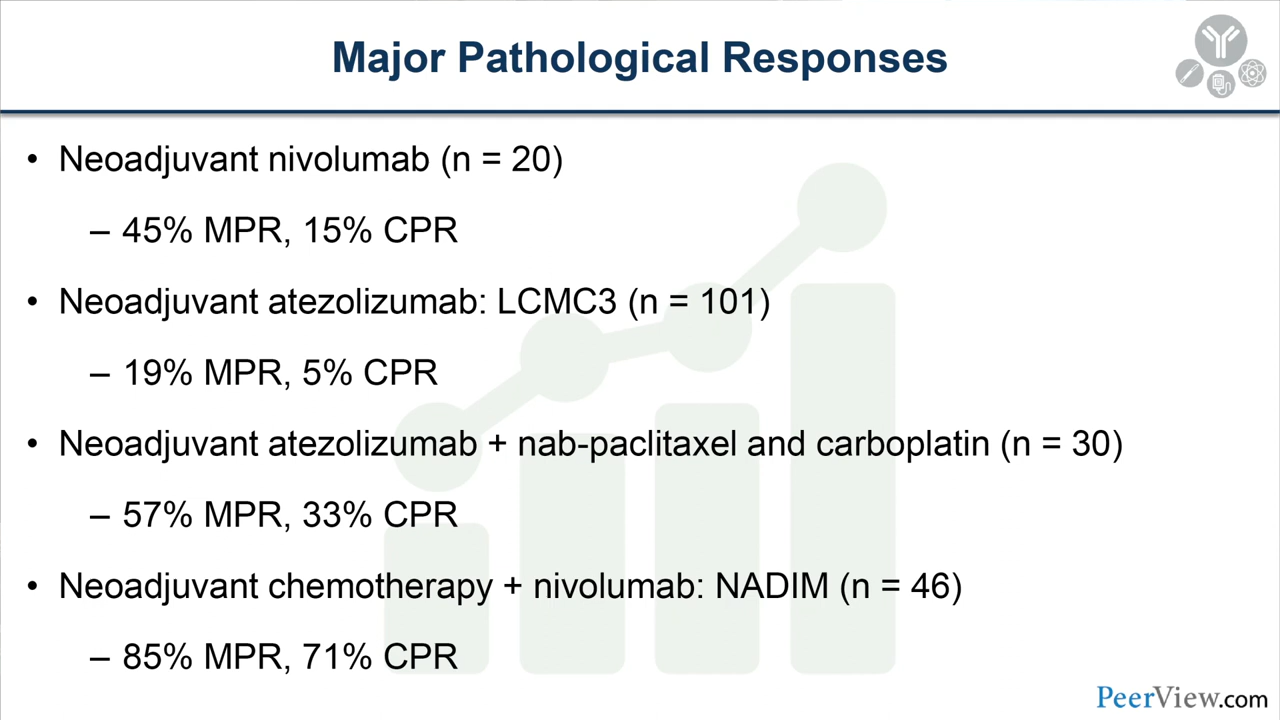 Major Pathological Responses
• Neoadjuvant nivolumab (n = 20)
– 45% MPR, 15% CPR
• Neoadjuvant atezolizumab: LCMC3 (n = 101)
– 19% MPR, 5% CPR
• Neoadjuvant atezolizumab + nab-paclitaxel and carboplatin (n = 30)
– 57% MPR, 33% CPR
• Neoadjuvant chemotherapy + nivolumab: NADIM (n = 46)
– 85% MPR, 71% CPR
PeerView.com